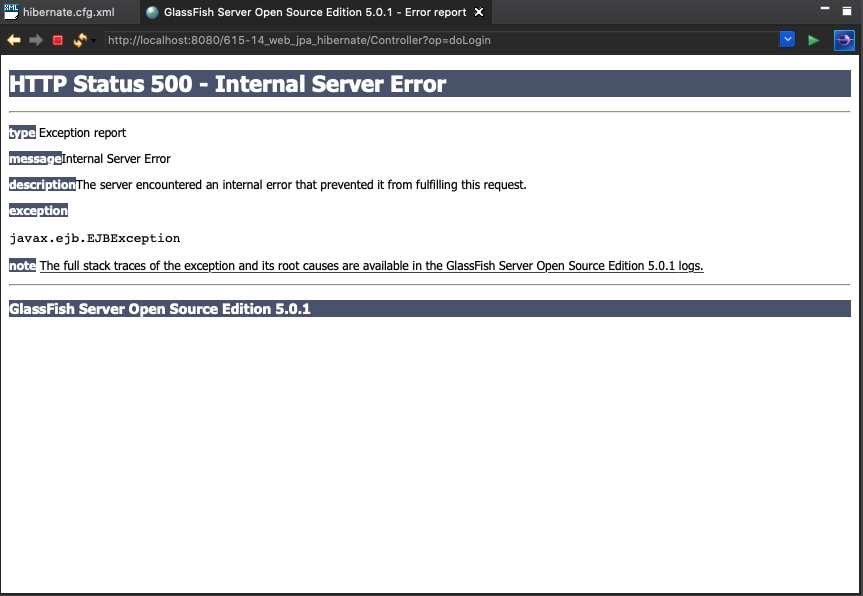 XML
hibernate.cfg.xml
GlassFish Server Open Source Edition 5.0.1 - Error report
http://localhost:8080/615-14_web_jpa_hibernate/Controller?op=doLogin
HTTP Status 500 - Internal Server Error
type Exception report
messageInternal Server Error
descriptionThe server encountered an internal error that prevented it from fulfilling this request.
exception
javax.ejb.EJBException
note The full stack traces of the exception and its root causes are available in the GlassFish Server Open Source Edition 5.0.1 logs.
GlassFish Server Open Source Edition 5.0.1